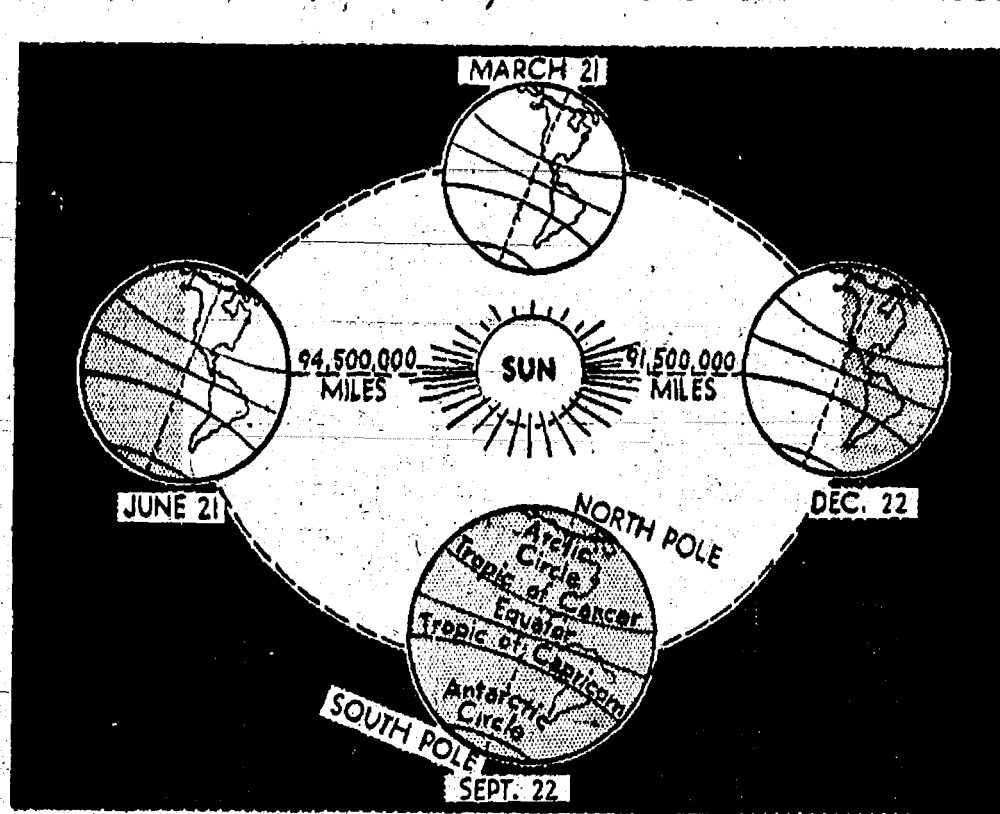 MARCH 21
94,500,000
MILES
SUN
91,500,000
MILES
JUNE 21
DEC. 22
NORTH POLE
Arctic
Circle
Tropic of Cancer
Equator
Tropic of Capricorn
Antarctic
Circle
SOUTH POLE
SEPT. 22